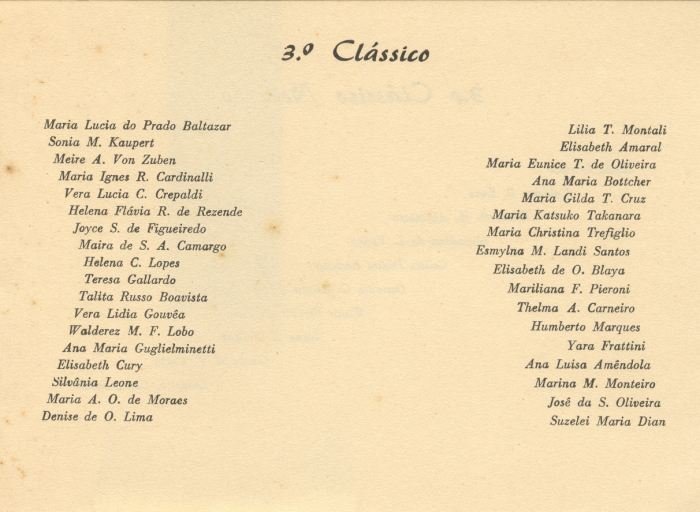 3.º Clássico
Maria Lucia do Prado Baltazar
Sonia M. Kaupert
Meire A. Von Zuben
Maria Ignes R. Cardinalli
Vera Lucia C. Crepaldi
Helena Flávia R. de Rezende
Joyce S. de Figueiredo
Maira de S. A. Camargo
Helena C. Lopes
Teresa Gallardo
Talita Russo Boavista
Vera Lidia Gouvêa
Walderez M. F. Lobo
Ana Maria Guglielminetti
Elisabeth Cury
Silvânia Leone
Maria A. O. de Moraes
Denise de O. Lima
Lilia T. Montali
Elisabeth Amaral
Maria Eunice T. de Oliveira
Ana Maria Bottcher
Maria Gilda T. Cruz
Maria Katsuko Takanara
Maria Christina Trefiglio
Esmylna M. Landi Santos
Elisabeth de O. Blaya
Mariliana F. Pieroni
Thelma A. Carneiro
Humberto Marques
Yara Frattini
Ana Luisa Amêndola
Marina M. Monteiro
José da S. Oliveira
Suzelei Maria Dian